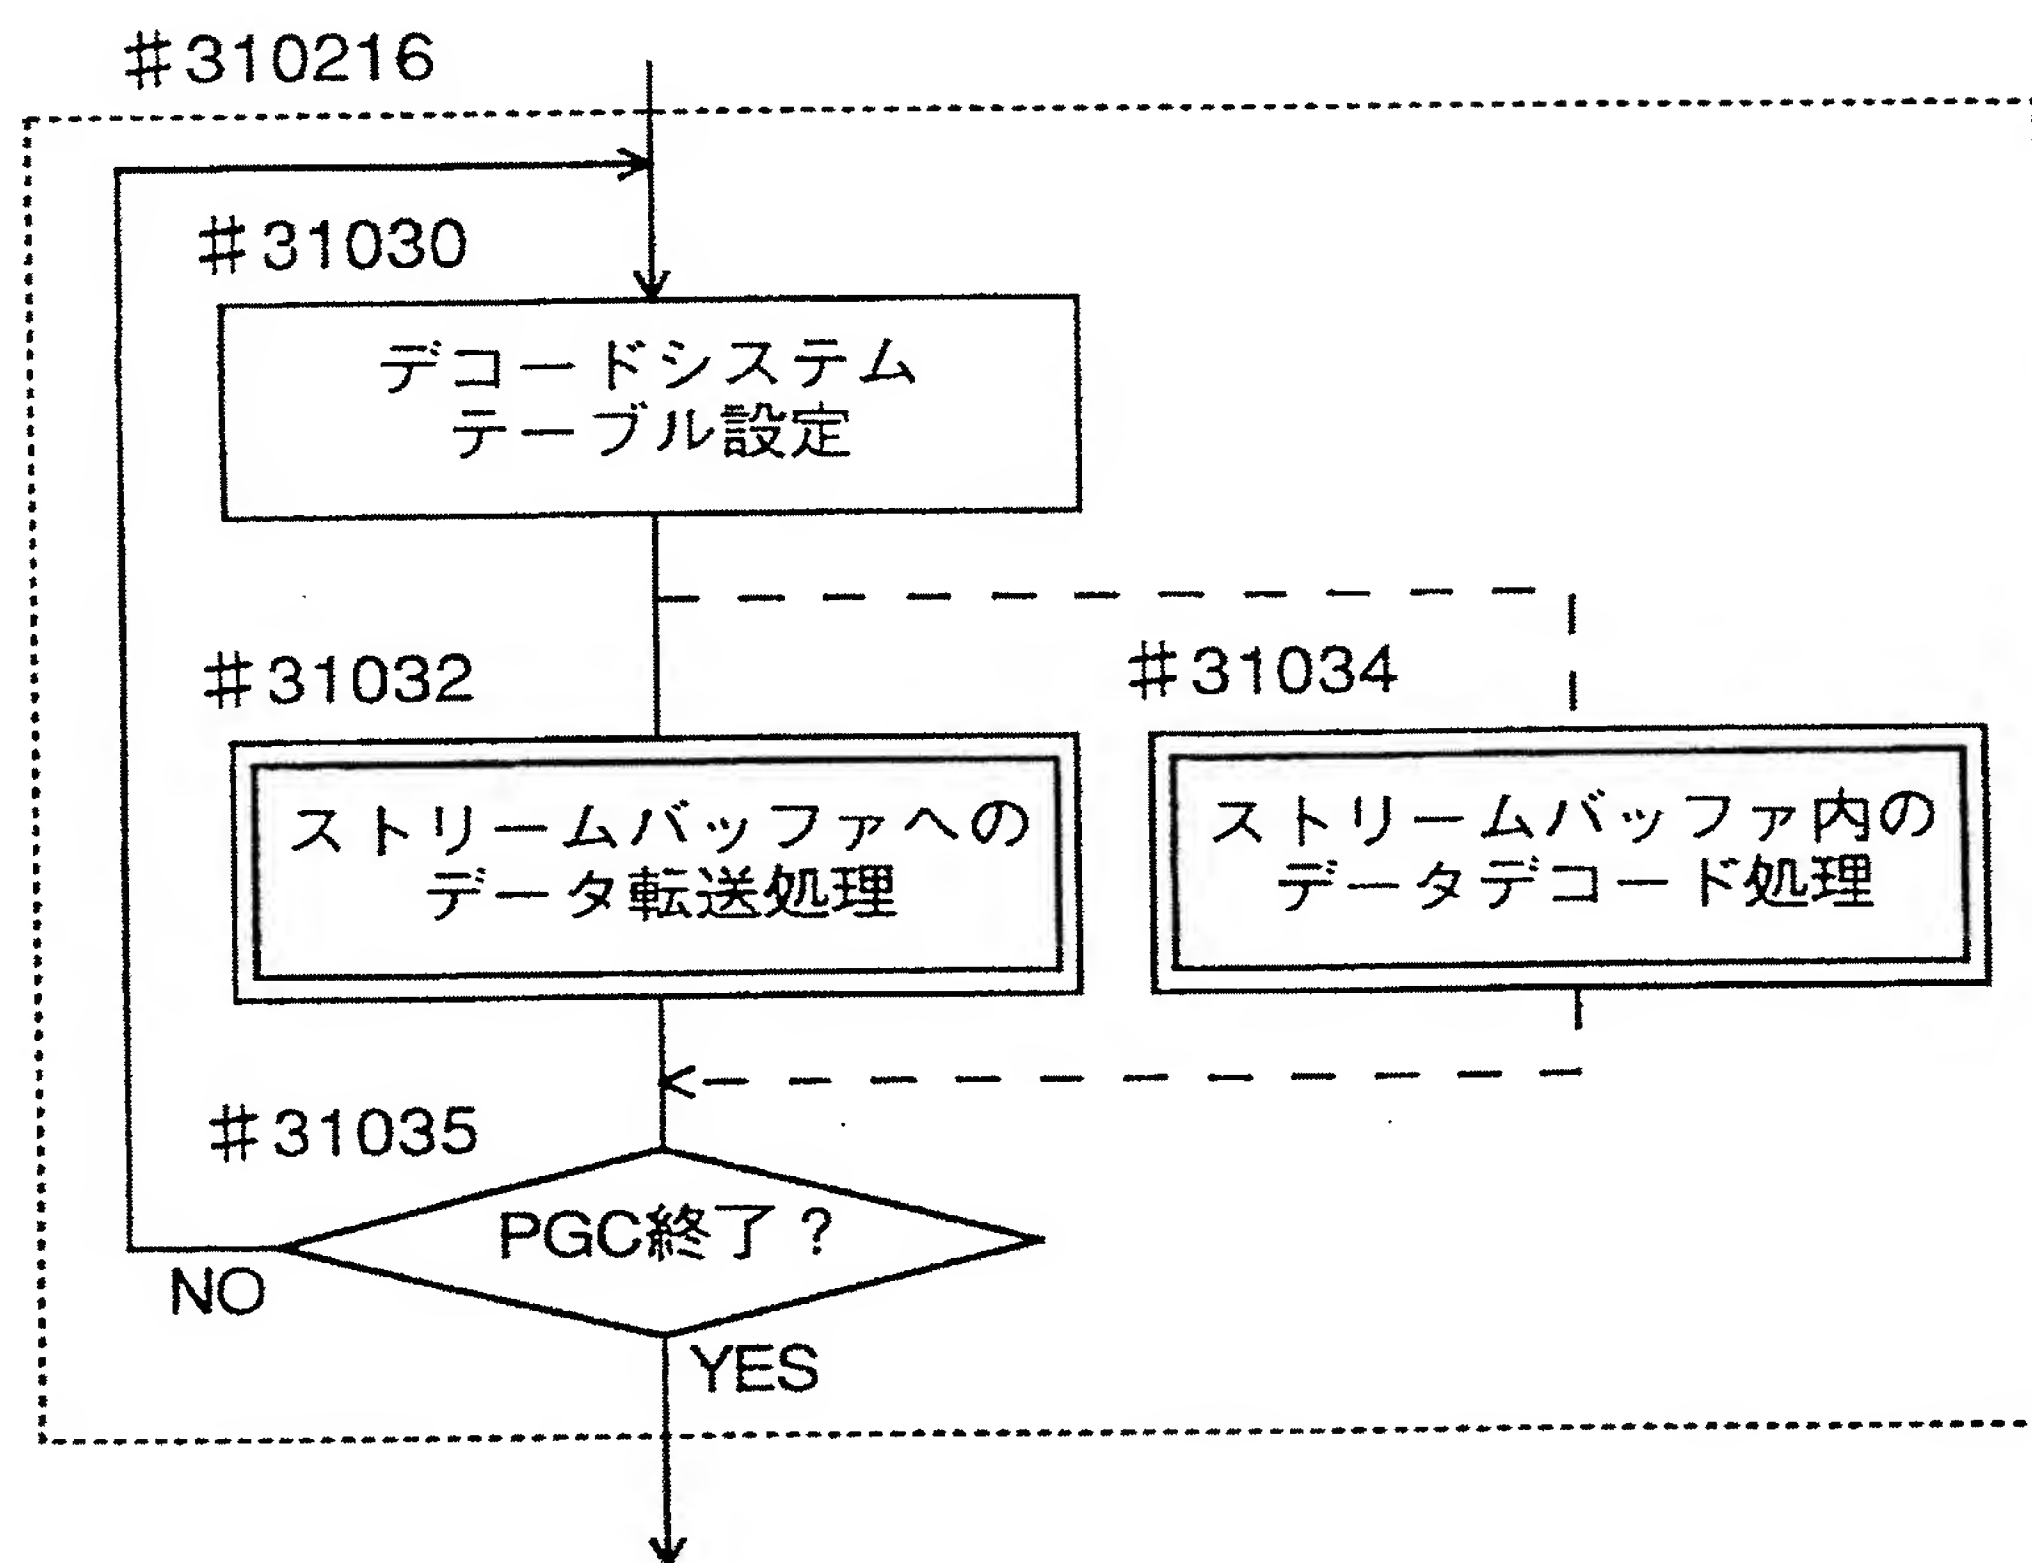 #310216
#31030
デコードシステム
テーブル設定
#31032
#31034
ストリームバッファへの
データ転送処理
ストリームバッファ内の
データデコード処理
#31035
PGC終了?
NO
YES